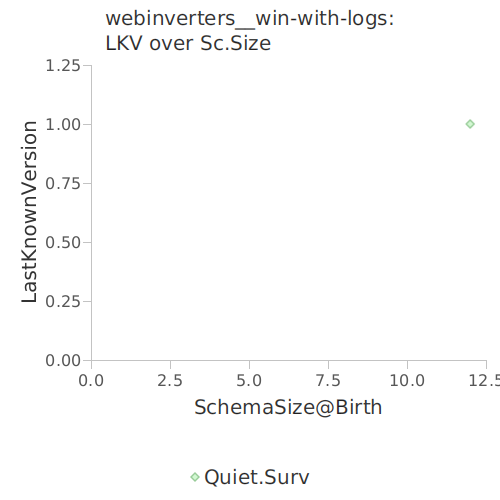 webinverters__win-with-logs:
LKV over Sc.Size
1.25
1.00
0.75
0.50
0.25
0.00
LastKnownVersion
0.0 2.5 5.0 7.5 10.0 12.5
SchemaSize@Birth
Quiet.Surv